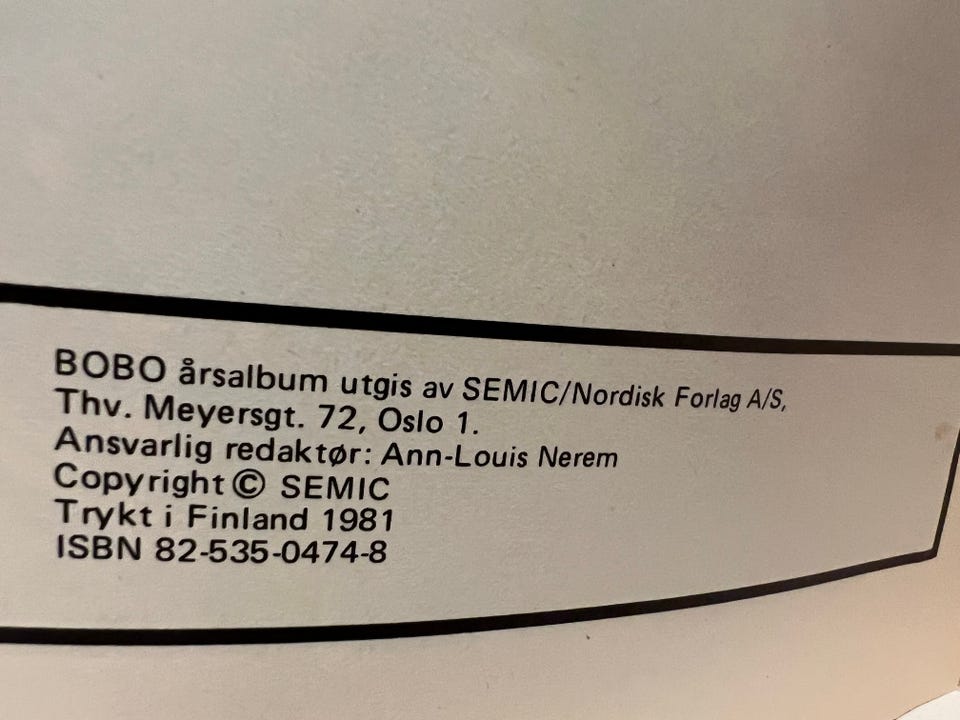 BOBO årsalbum utgis av SEMIC/Nordisk Forlag A/S,
Thv. Meyersgt. 72, Oslo 1.
Ansvarlig redaktør: Ann-Louis Nerem
Copyright © SEMIC
Trykt i Finland 1981
ISBN 82-535-0474-8